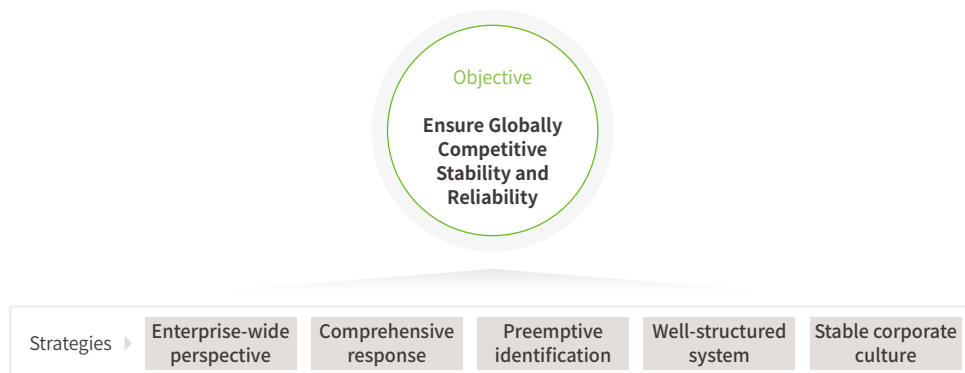 Objective
Ensure Globally
Competitive
Stability and
Reliability
Strategies
Enterprise-wide
perspective
Comprehensive
response
Preemptive
identification
Well-structured
system
Stable corporate
culture